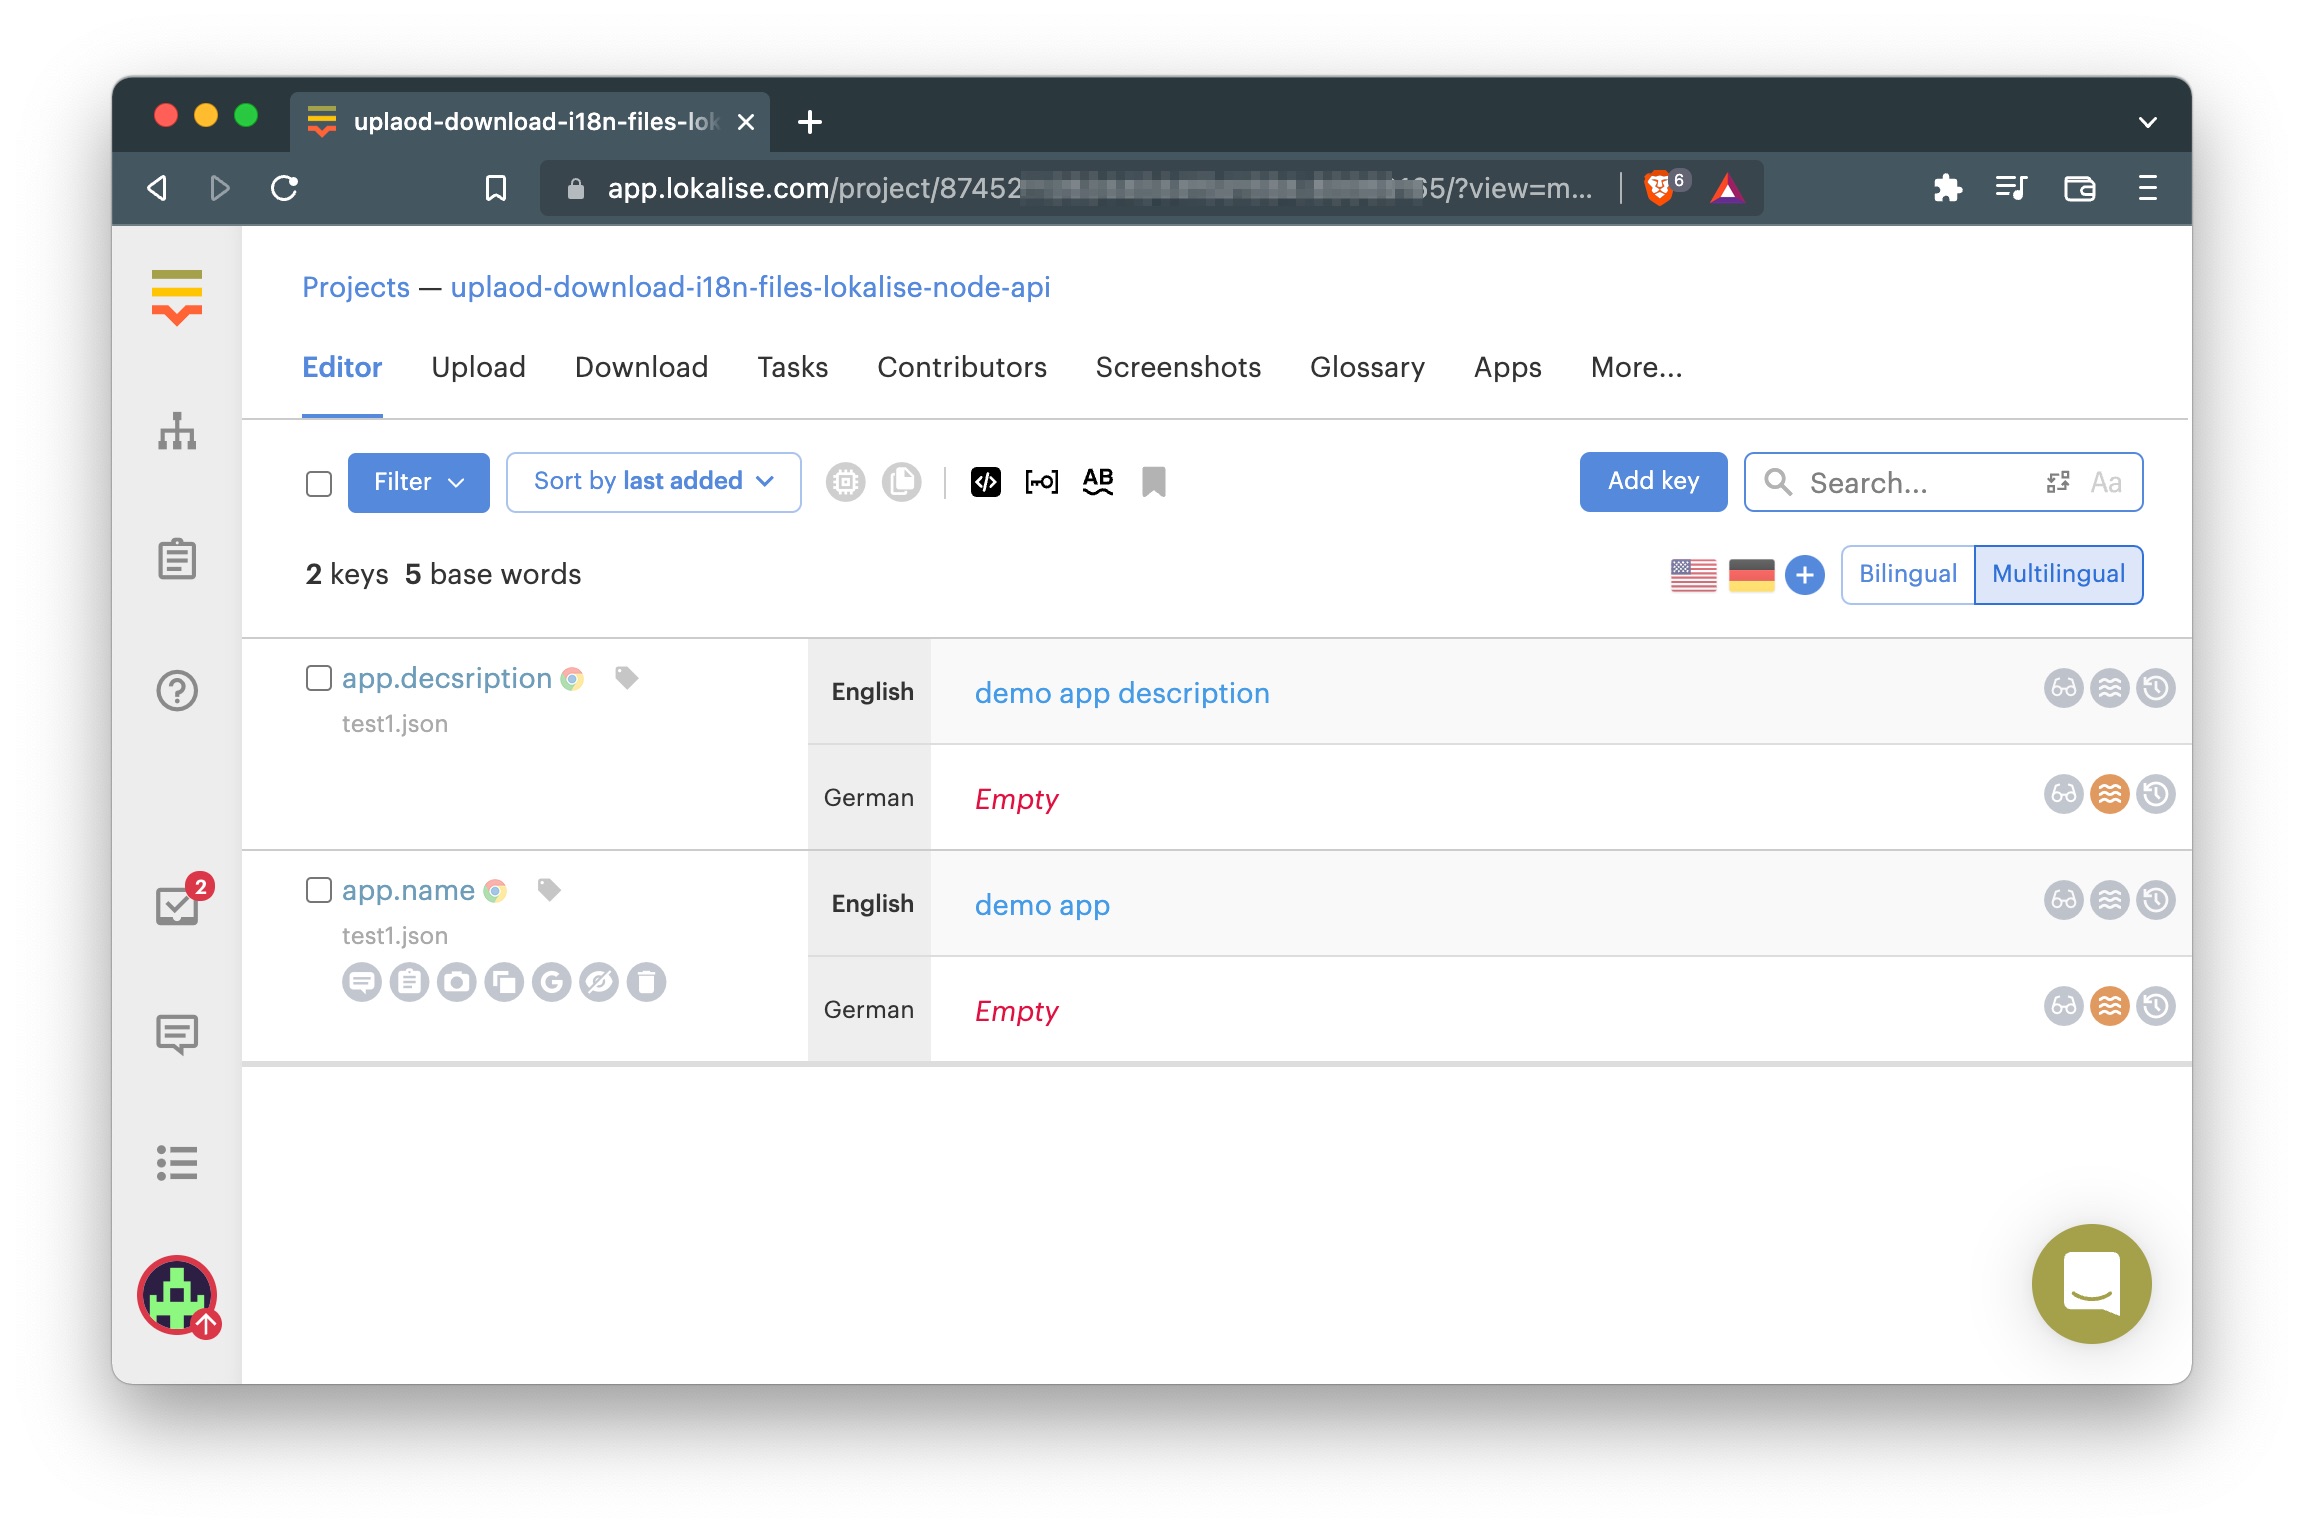 uplaod-download-i18n-files-lok
app.lokalise.com/project/87452 65/?view=m...
6
Projects — uplaod-download-i18n-files-lokalise-node-api
Editor Upload Download Tasks Contributors Screenshots Glossary Apps More...
Filter Sort by last added AB Add key Search... Aa
2 keys 5 base words Bilingual Multilingual
app.decsription English demo app description
test1.json
German Empty
2
app.name English demo app
test1.json
G
German Empty